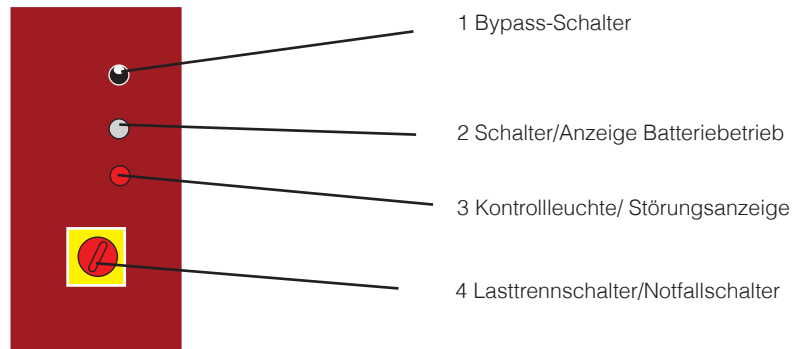 1 Bypass-Schalter
2 Schalter/Anzeige Batteriebetrieb
3 Kontrollleuchte/ Störungsanzeige
4 Lasttrennschalter/Notfallschalter